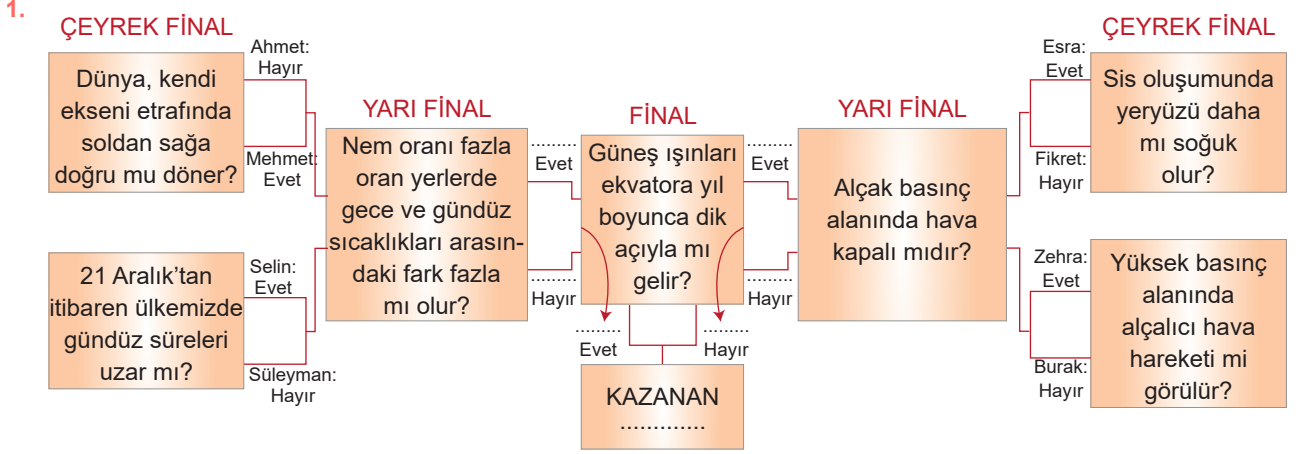 1.
ÇEYREK FİNAL
Dünya, kendi
ekseni etrafında
soldan sağa
doğru mu döner?
Ahmet:
Hayır
Mehmet:
Evet
21 Aralık’tan
itibaren ülkemizde
gündüz süreleri
uzar mı?
Selin:
Evet
Süleyman:
Hayır
YARI FİNAL
Nem oranı fazla
oran yerlerde
gece ve gündüz
sıcaklıkları arasın-
daki fark fazla
mı olur?
.........
Evet
.........
Hayır
FİNAL
Güneş ışınları
ekvatora yıl
boyunca dik
açıyla mı
gelir?
.........
Evet
.........
Hayır
KAZANAN
.............
.........
Evet
.........
Hayır
YARI FİNAL
Alçak basınç
alanında hava
kapalı mıdır?
ÇEYREK FİNAL
Esra:
Evet
Fikret:
Hayır
Sis oluşumunda
yeryüzü daha
mı soğuk
olur?
Zehra:
Evet
Burak:
Hayır
Yüksek basınç
alanında
alçalıcı hava
hareketi mi
görülür?